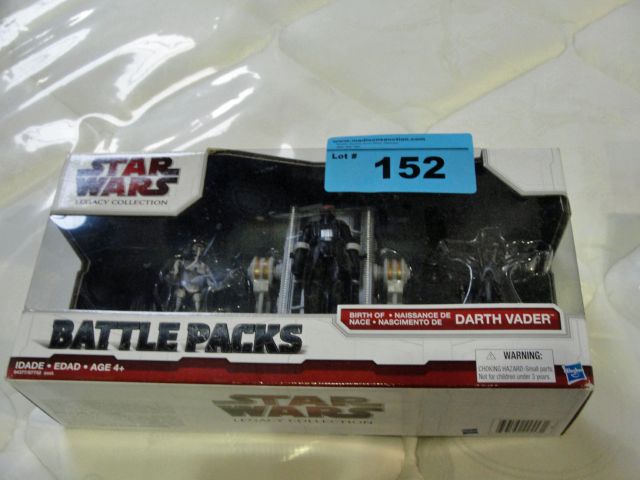 www.madisonauction.com
Lot # 152
STAR WARS
LEGACY COLLECTION
BATTLE PACKS
BIRTH OF • NAISSANCE DE
NACE • NASCIMENTO DE
DARTH VADER
IDADE • EDAD • AGE 4+
WARNING:
CHOKING HAZARD-Small parts.
Not for children under 3 years.
Hasbro
STAR WARS
LEGACY COLLECTION